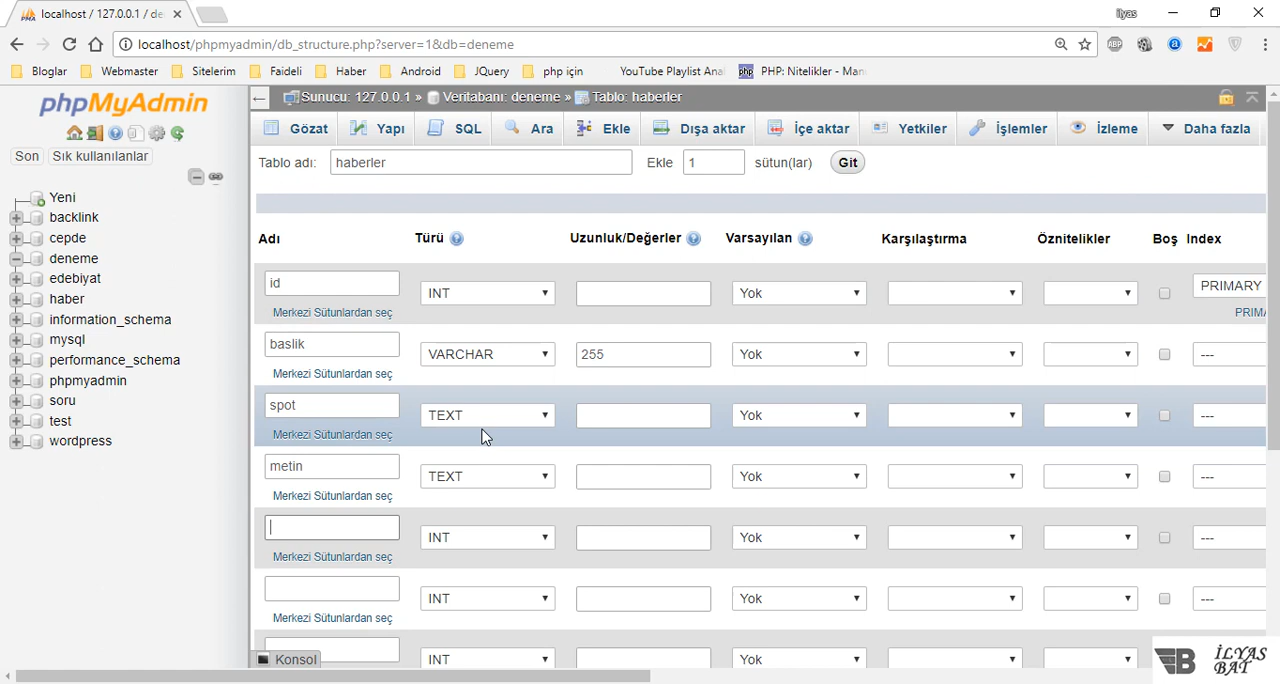 localhost / 127.0.0.1 / de
ilyas
localhost/phpmyadmin/db_structure.php?server=1&db=deneme
Bloglar Webmaster Sitelerim Faideli Haber Android JQuery php için YouTube Playlist Anal PHP: Nitelikler - Man
phpMyAdmin
Son Sık kullanılanlar
Yeni
backlink
cepde
deneme
edebiyat
haber
information_schema
mysql
performance_schema
phpmyadmin
soru
test
wordpress
Sunucu: 127.0.0.1 » Veritabanı: deneme » Tablo: haberler
Gözat Yapı SQL Ara Ekle Dışa aktar İçe aktar Yetkiler İşlemler İzleme Daha fazla
Tablo adı: haberler Ekle 1 sütun(lar) Git
Adı Türü Uzunluk/Değerler Varsayılan Karşılaştırma Öznitelikler Boş Index
id INT Yok PRIMARY
Merkezi Sütunlardan seç PRIMA
baslik VARCHAR 255 Yok ---
Merkezi Sütunlardan seç
spot TEXT Yok ---
Merkezi Sütunlardan seç
metin TEXT Yok ---
Merkezi Sütunlardan seç
INT Yok ---
Merkezi Sütunlardan seç
INT Yok ---
Merkezi Sütunlardan seç
INT Yok
Konsol
İLYAS
BAT